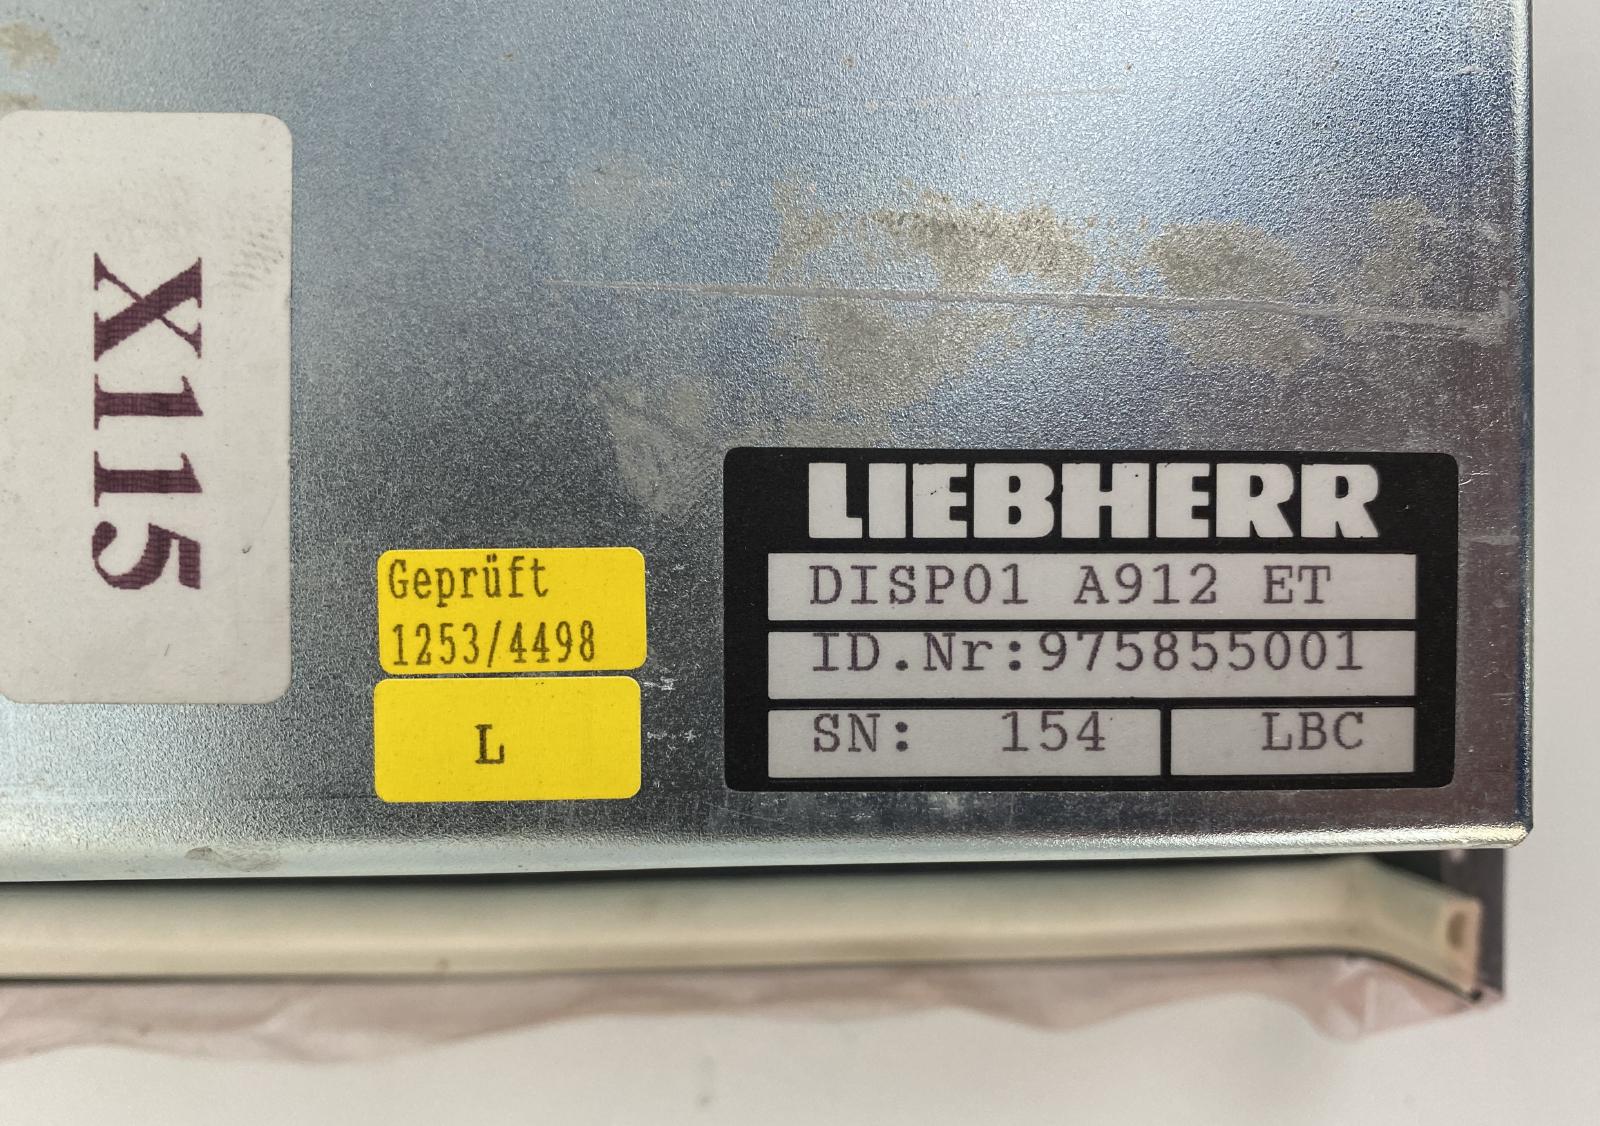 X115
Geprüft
1253/4498
L
LIEBHERR
DISP01 A912 ET
ID.Nr:975855001
SN: 154 LBC